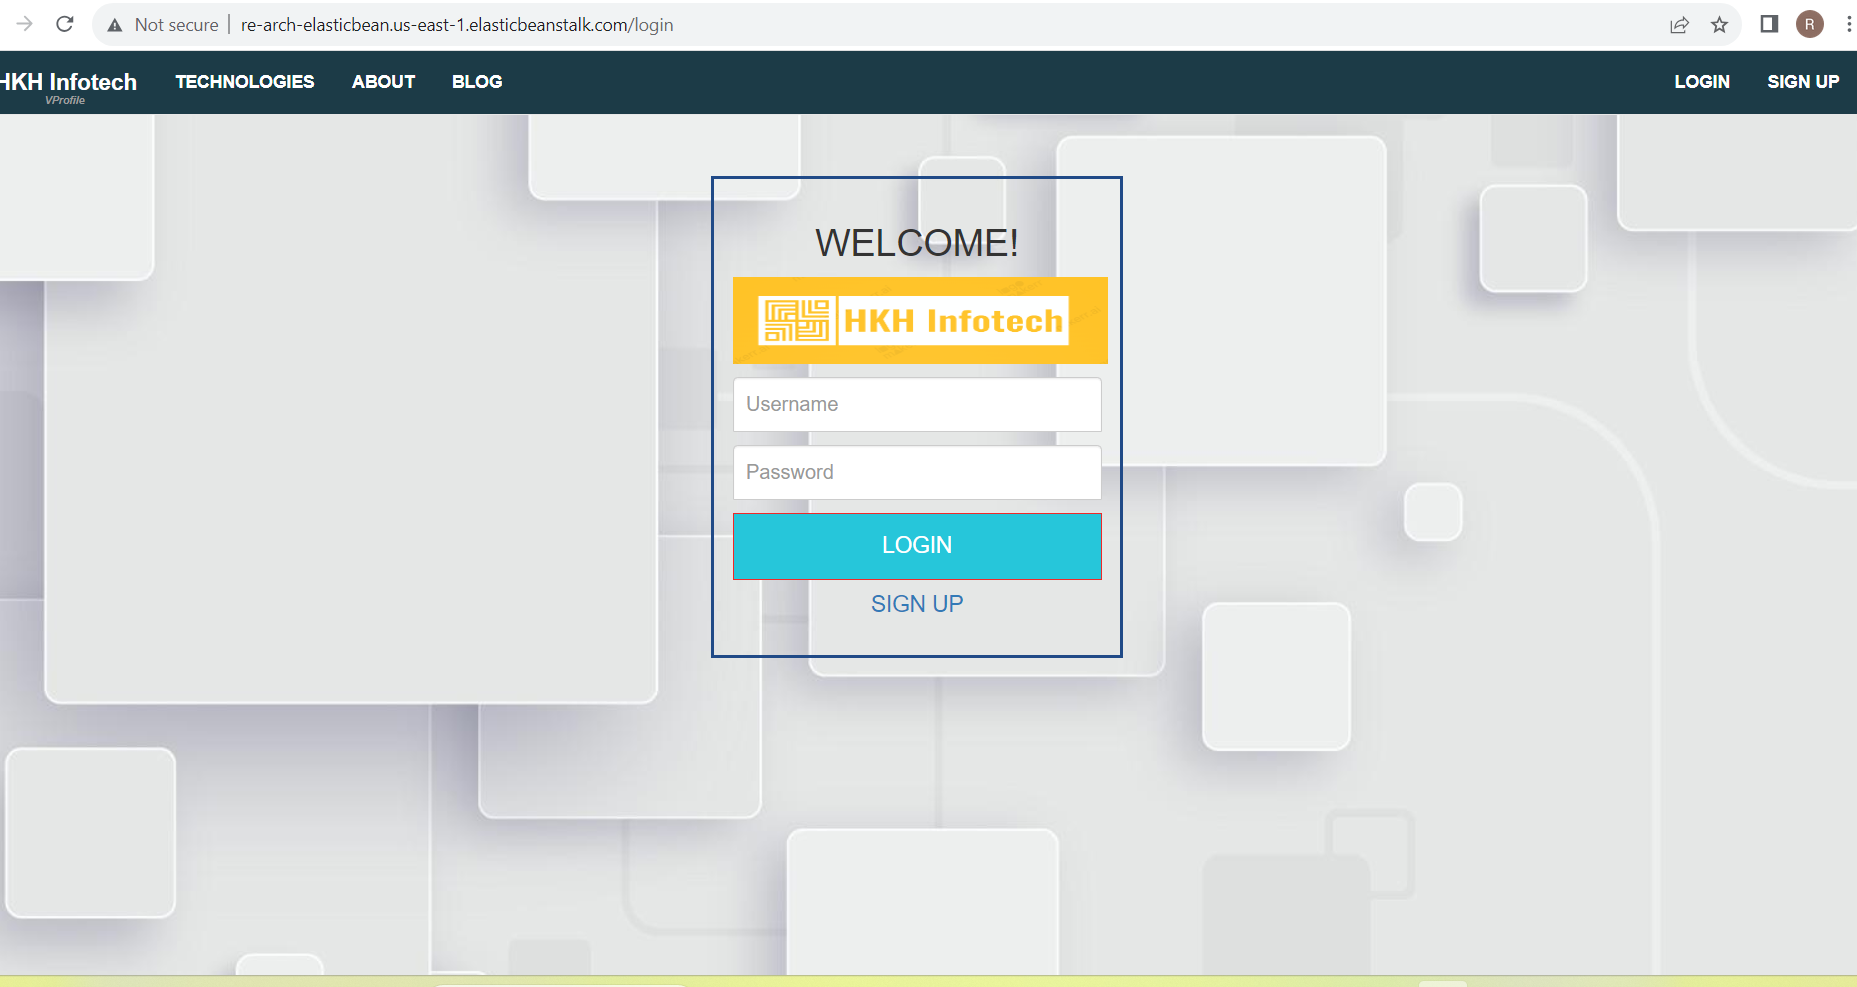 Not secure | re-arch-elasticbean.us-east-1.elasticbeanstalk.com/login
R
HKH Infotech
VProfile
TECHNOLOGIES
ABOUT
BLOG
LOGIN
SIGN UP
WELCOME!
HKH Infotech
Username
Password
LOGIN
SIGN UP